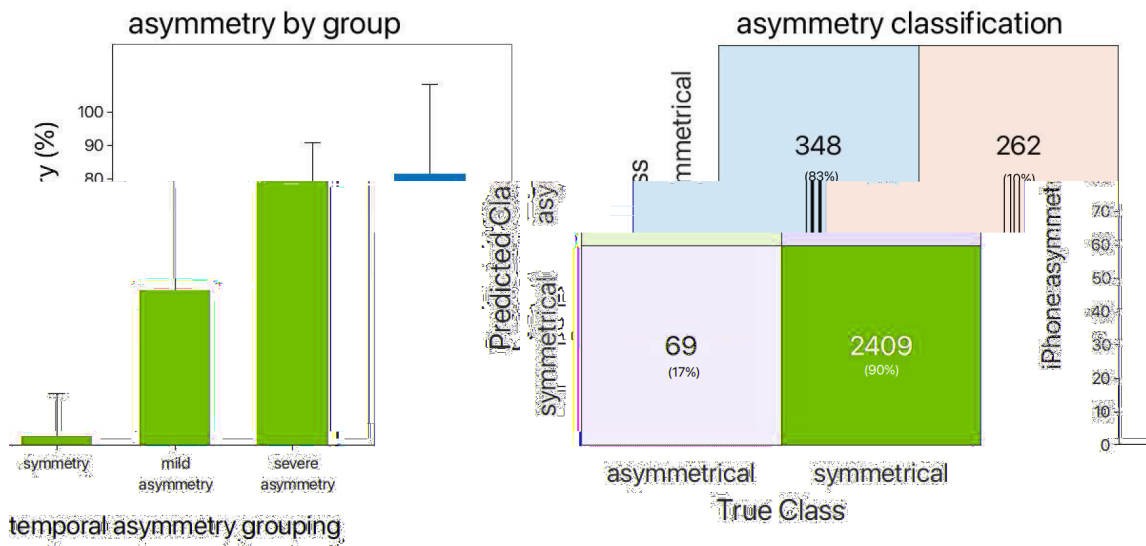 asymmetry by group
asymmetry classification
100
90
80
ry (%)
symmetry
mild
asymmetry
severe
asymmetry
temporal asymmetry grouping
348
(83%)
262
(10%)
69
(17%)
2409
(90%)
Predicted Cla
symmetrical
asymmetrical
symmetrical
True Class
iPhone asymmet
70
60
50
40
30
20
10
0